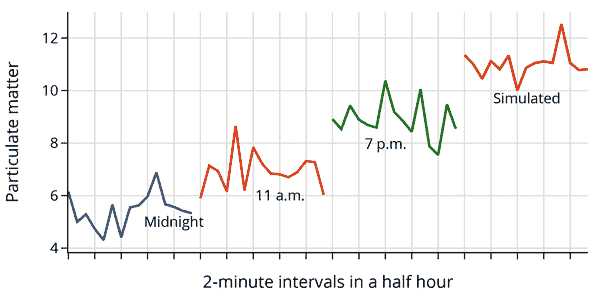 Particulate matter
12
10
8
6
4
Midnight
11 a.m.
7 p.m.
Simulated
2-minute intervals in a half hour